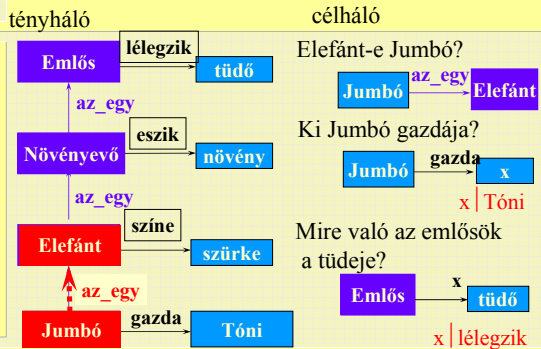 tényháló
Emlős
lélegzik
tüdő
az_egy
Növényevő
eszik
növény
az_egy
Elefánt
színe
szürke
az_egy
Jumbó
gazda
Tóni
célháló
Elefánt-e Jumbó?
Jumbó
az_egy
Elefánt
Ki Jumbó gazdája?
Jumbó
gazda
x
x | Tóni
Mire való az emlősök
a tüdeje?
Emlős
x
tüdő
x | lélegzik